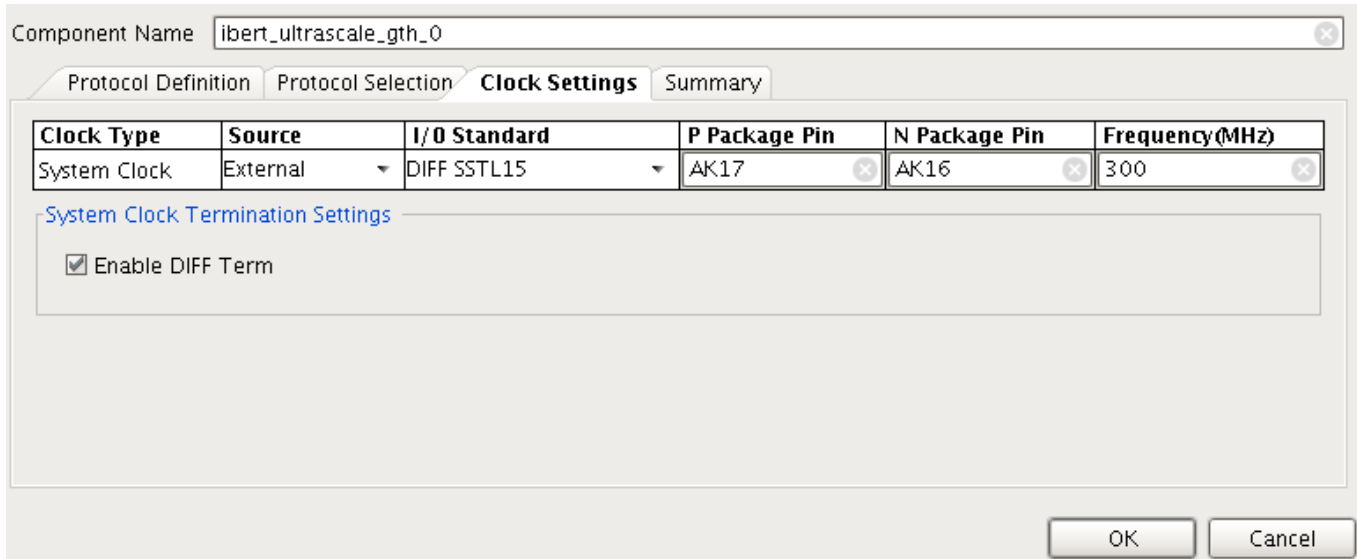 Component Name ibert_ultrascale_gth_0
Protocol Definition Protocol Selection Clock Settings Summary
Clock Type Source I/O Standard P Package Pin N Package Pin Frequency(MHz)
System Clock External DIFF SSTL15 AK17 AK16 300
System Clock Termination Settings
Enable DIFF Term
OK Cancel